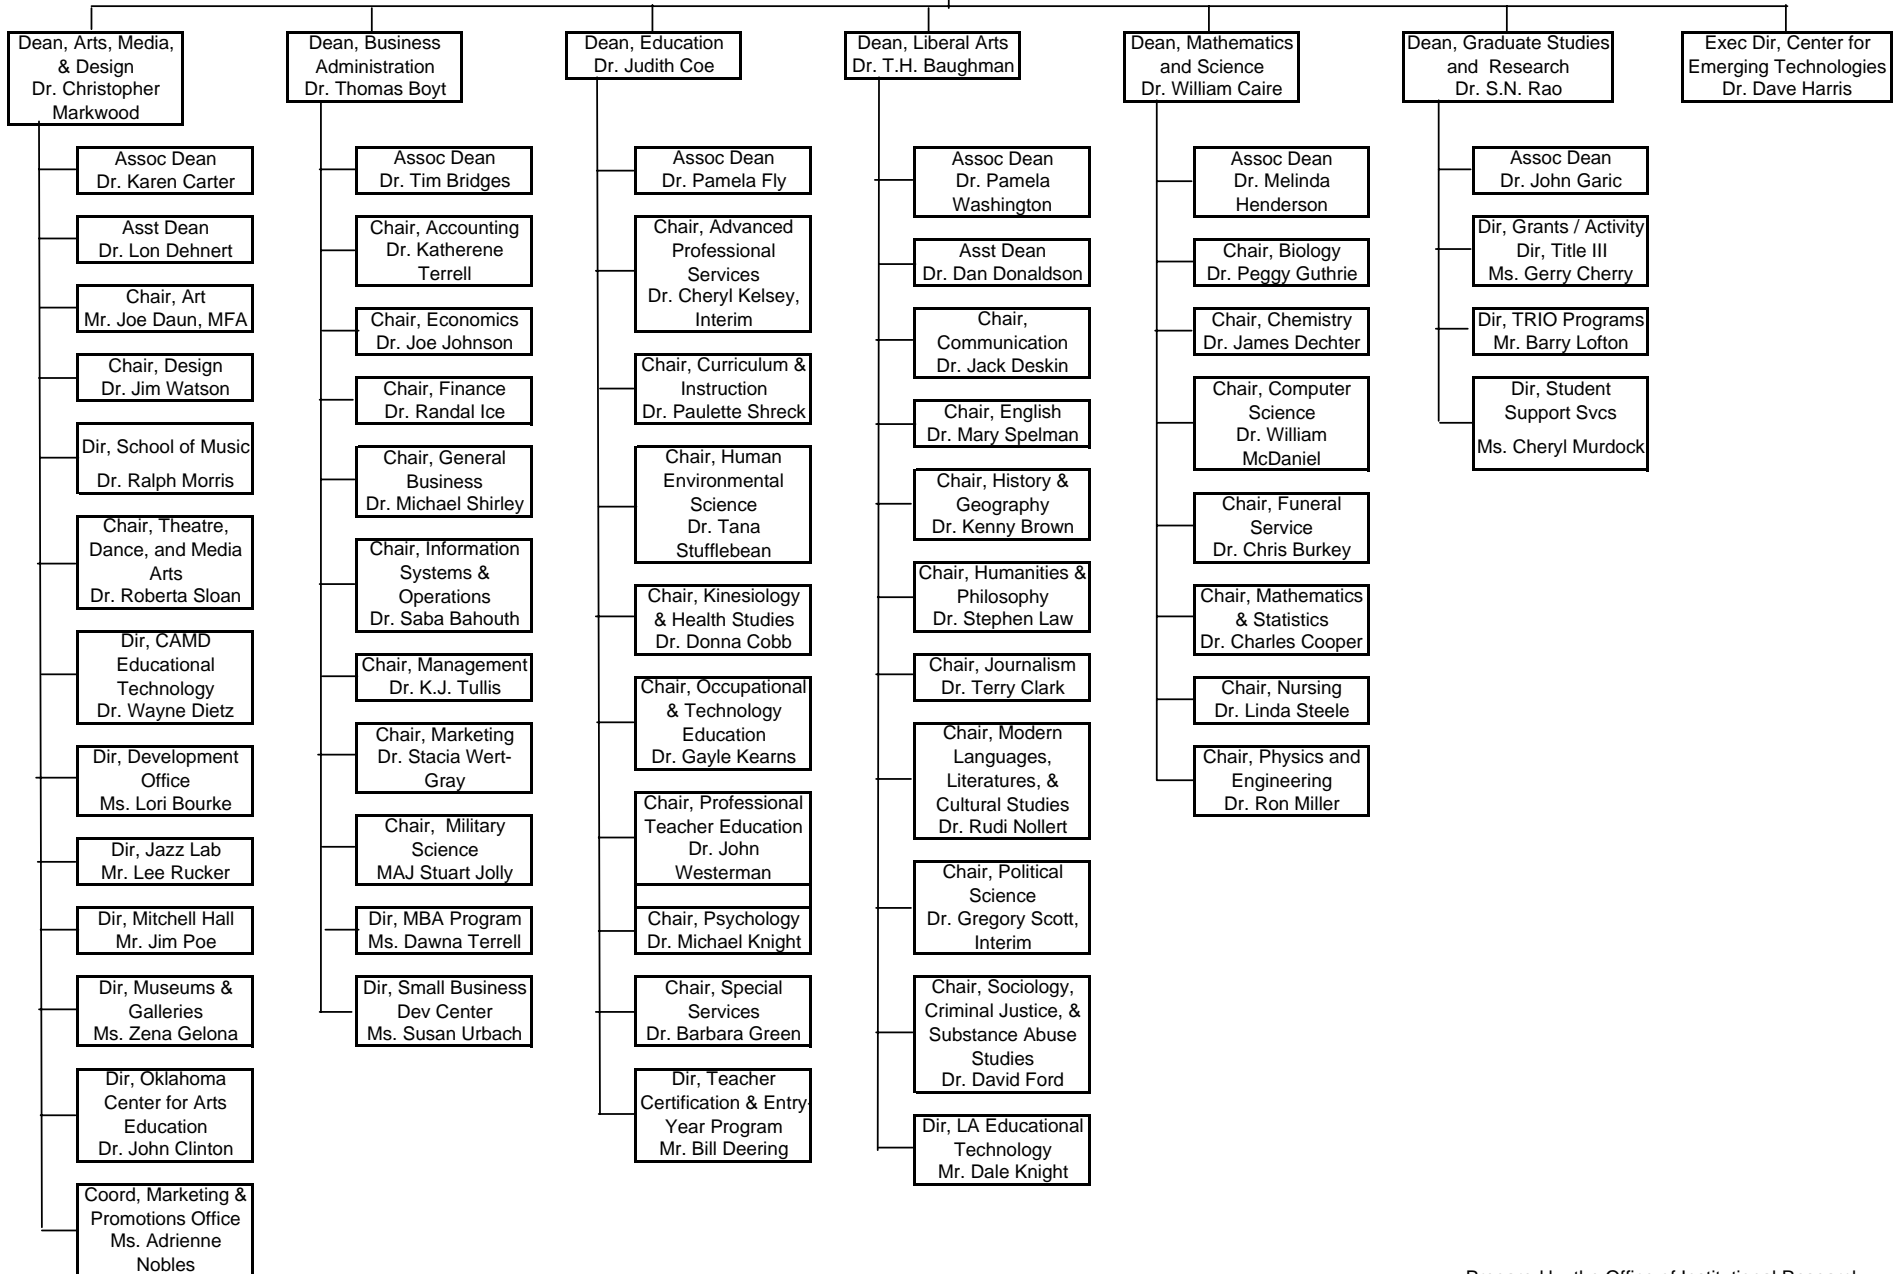 Dean, Arts, Media,
& Design
Dr. Christopher
Markwood
Assoc Dean
Dr. Karen Carter
Asst Dean
Dr. Lon Dehnert
Chair, Art
Mr. Joe Daun, MFA
Chair, Design
Dr. Jim Watson
Dir, School of Music
Dr. Ralph Morris
Chair, Theatre,
Dance, and Media
Arts
Dr. Roberta Sloan
Dir, CAMD
Educational
Technology
Dr. Wayne Dietz
Dir, Development
Office
Ms. Lori Bourke
Dir, Jazz Lab
Mr. Lee Rucker
Dir, Mitchell Hall
Mr. Jim Poe
Dir, Museums &
Galleries
Ms. Zena Gelona
Dir, Oklahoma
Center for Arts
Education
Dr. John Clinton
Coord, Marketing &
Promotions Office
Ms. Adrienne
Nobles
Dean, Business
Administration
Dr. Thomas Boyt
Assoc Dean
Dr. Tim Bridges
Chair, Accounting
Dr. Katherene
Terrell
Chair, Economics
Dr. Joe Johnson
Chair, Finance
Dr. Randal Ice
Chair, General
Business
Dr. Michael Shirley
Chair, Information
Systems &
Operations
Dr. Saba Bahouth
Chair, Management
Dr. K.J. Tullis
Chair, Marketing
Dr. Stacia Wert-
Gray
Chair, Military
Science
MAJ Stuart Jolly
Dir, MBA Program
Ms. Dawna Terrell
Dir, Small Business
Dev Center
Ms. Susan Urbach
Dean, Education
Dr. Judith Coe
Assoc Dean
Dr. Pamela Fly
Chair, Advanced
Professional
Services
Dr. Cheryl Kelsey,
Interim
Chair, Curriculum &
Instruction
Dr. Paulette Shreck
Chair, Human
Environmental
Science
Dr. Tana
Stufflebean
Chair, Kinesiology
& Health Studies
Dr. Donna Cobb
Chair, Occupational
& Technology
Education
Dr. Gayle Kearns
Chair, Professional
Teacher Education
Dr. John
Westerman
Chair, Psychology
Dr. Michael Knight
Chair, Special
Services
Dr. Barbara Green
Dir, Teacher
Certification & Entry-
Year Program
Mr. Bill Deering
Dean, Liberal Arts
Dr. T.H. Baughman
Assoc Dean
Dr. Pamela
Washington
Asst Dean
Dr. Dan Donaldson
Chair,
Communication
Dr. Jack Deskin
Chair, English
Dr. Mary Spelman
Chair, History &
Geography
Dr. Kenny Brown
Chair, Humanities &
Philosophy
Dr. Stephen Law
Chair, Journalism
Dr. Terry Clark
Chair, Modern
Languages,
Literatures, &
Cultural Studies
Dr. Rudi Nollert
Chair, Political
Science
Dr. Gregory Scott,
Interim
Chair, Sociology,
Criminal Justice, &
Substance Abuse
Studies
Dr. David Ford
Dir, LA Educational
Technology
Mr. Dale Knight
Dean, Mathematics
and Science
Dr. William Caire
Assoc Dean
Dr. Melinda
Henderson
Chair, Biology
Dr. Peggy Guthrie
Chair, Chemistry
Dr. James Dechter
Chair, Computer
Science
Dr. William
McDaniel
Chair, Funeral
Service
Dr. Chris Burkey
Chair, Mathematics
& Statistics
Dr. Charles Cooper
Chair, Nursing
Dr. Linda Steele
Chair, Physics and
Engineering
Dr. Ron Miller
Dean, Graduate Studies
and Research
Dr. S.N. Rao
Assoc Dean
Dr. John Garic
Dir, Grants / Activity
Dir, Title III
Ms. Gerry Cherry
Dir, TRIO Programs
Mr. Barry Lofton
Dir, Student
Support Svcs
Ms. Cheryl Murdock
Exec Dir, Center for
Emerging Technologies
Dr. Dave Harris
Prepared by the Office of Institutional Research